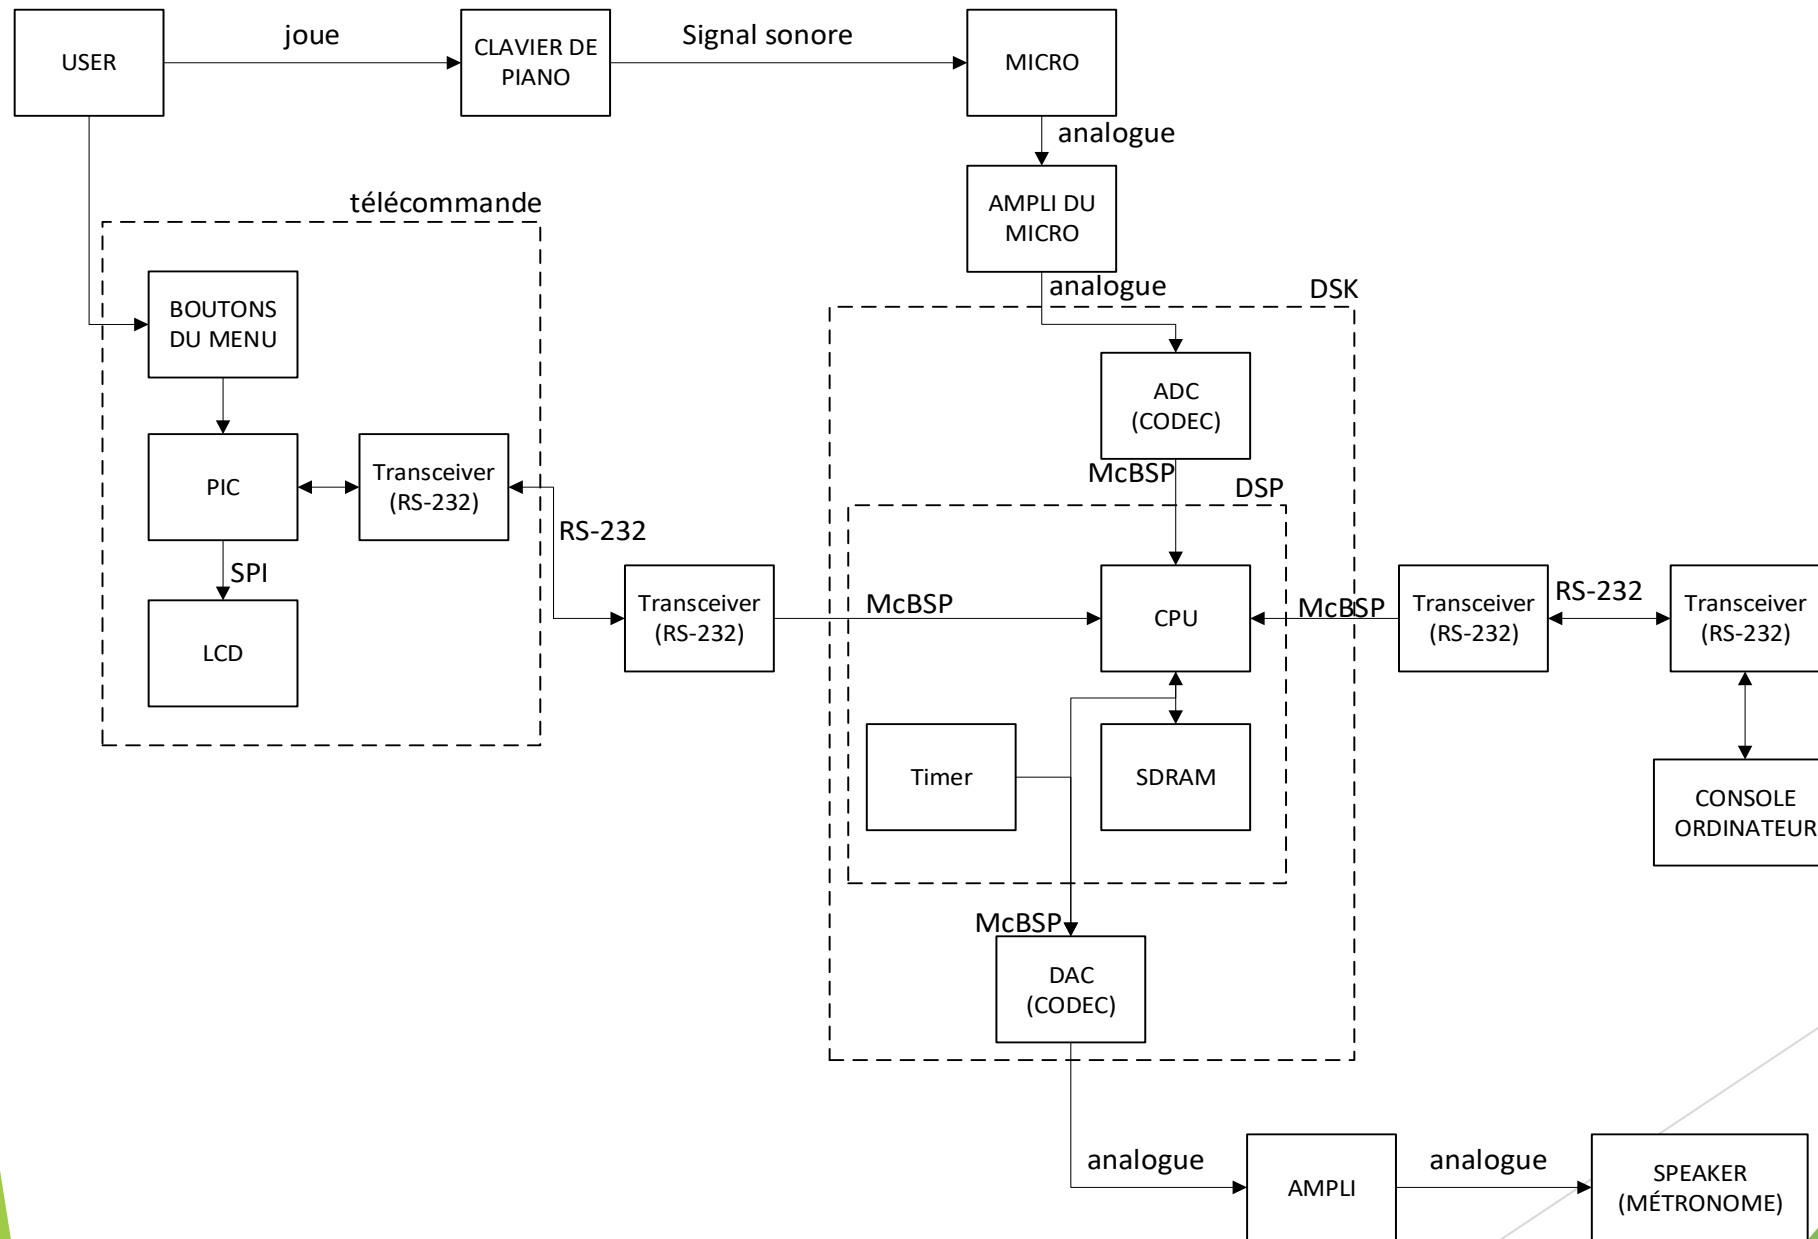 joue
Signal sonore
USER
CLAVIER DE
PIANO
MICRO
analogue
télécommande
AMPLI DU
MICRO
analogue
DSK
BOUTONS
DU MENU
ADC
(CODEC)
McBSP
DSP
PIC
Transceiver
(RS-232)
RS-232
SPI
LCD
Transceiver
(RS-232)
McBSP
CPU
McBSP
Transceiver
(RS-232)
RS-232
Transceiver
(RS-232)
Timer
SDRAM
CONSOLE
ORDINATEUR
McBSP
DAC
(CODEC)
analogue
AMPLI
analogue
SPEAKER
(MÉTRONOME)